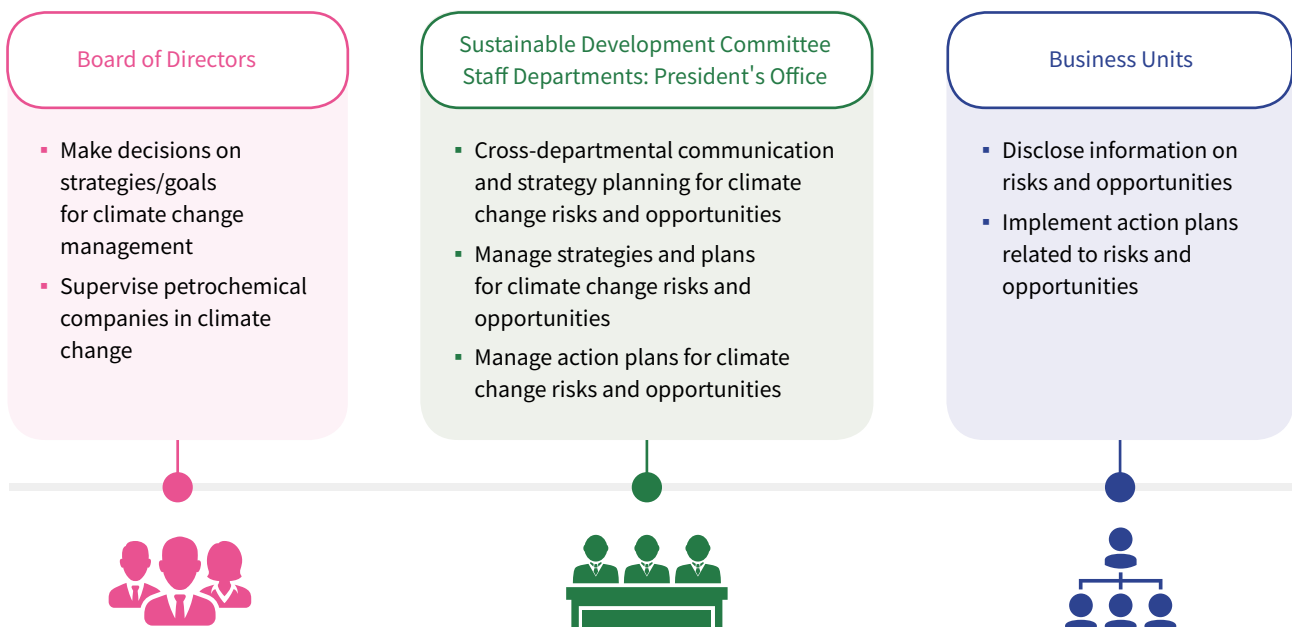 Board of Directors
▪ Make decisions on
strategies/goals
for climate change
management
▪ Supervise petrochemical
companies in climate
change
Sustainable Development Committee
Staff Departments: President's Office
▪ Cross-departmental communication
and strategy planning for climate
change risks and opportunities
▪ Manage strategies and plans
for climate change risks and
opportunities
▪ Manage action plans for climate
change risks and opportunities
Business Units
▪ Disclose information on
risks and opportunities
▪ Implement action plans
related to risks and
opportunities